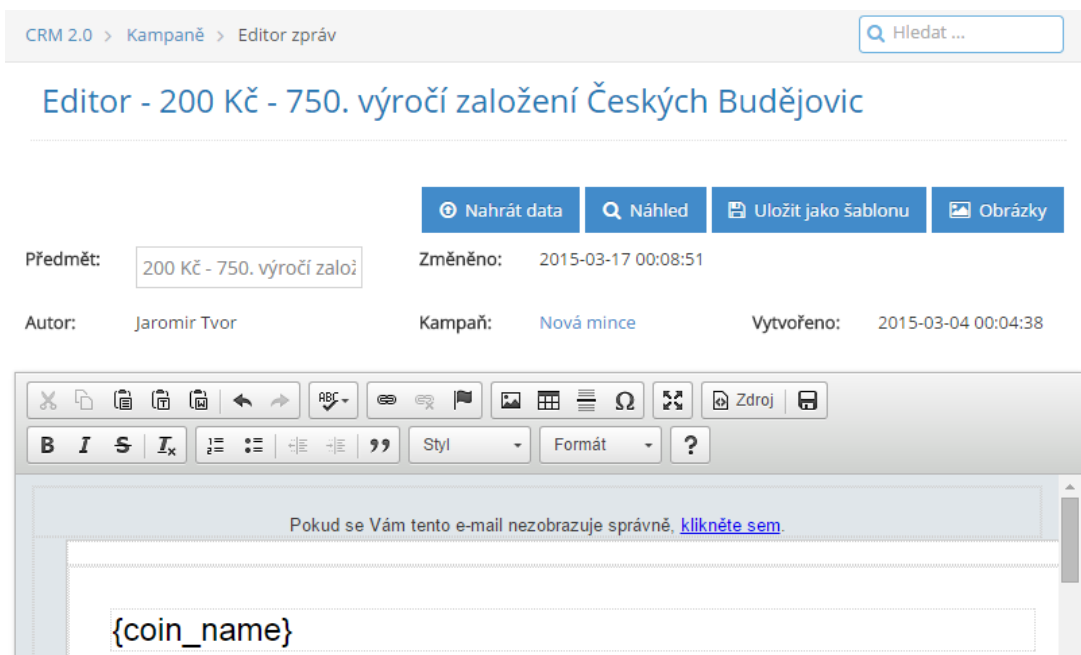 CRM 2.0 > Kampaně > Editor zpráv
Hledat ...
Editor - 200 Kč - 750. výročí založení Českých Budějovic
Nahrát data Náhled Uložit jako šablonu Obrázky
Předmět: 200 Kč - 750. výročí založ Změněno: 2015-03-17 00:08:51
Autor: Jaromir Tvor Kampaň: Nová mince Vytvořeno: 2015-03-04 00:04:38
ABC Ω Zdroj
B I S Ix Styl Formát ?
Pokud se Vám tento e-mail nezobrazuje správně, klikněte sem.
{coin_name}